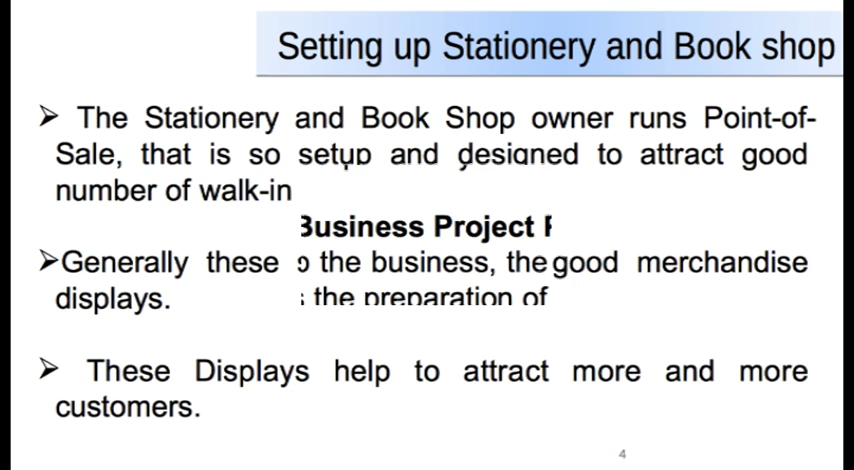 Setting up Stationery and Book shop
➢ The Stationery and Book Shop owner runs Point-of-
Sale, that is so setup and designed to attract good
number of walk-in
Business Project
➢Generally these the business, the good merchandise
displays. the preparation of
➢ These Displays help to attract more and more
customers.
4